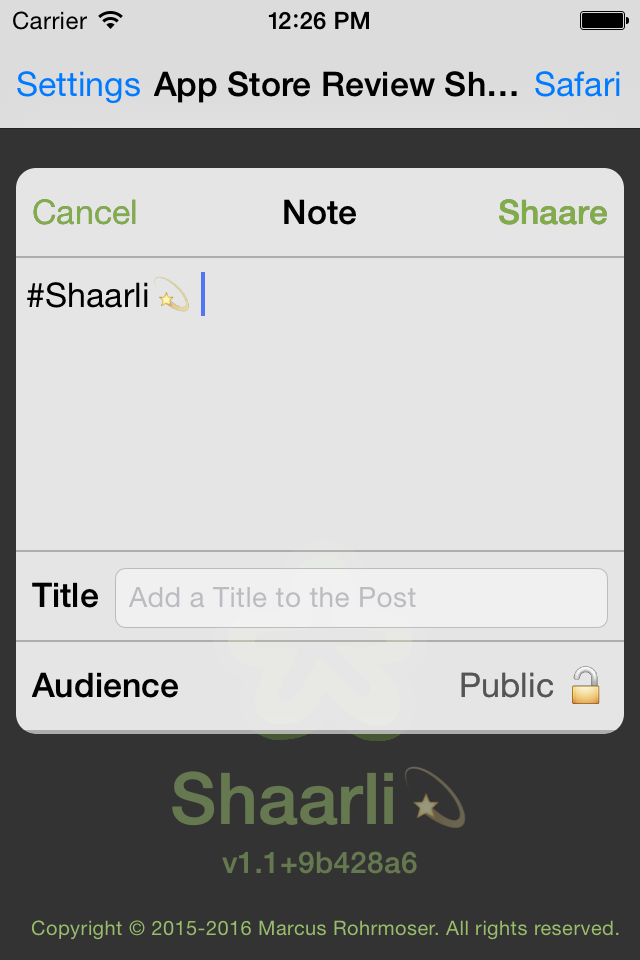 Carrier 12:26 PM
Settings App Store Review Sh... Safari
Cancel Note Shaare
#Shaarli💫
Title Add a Title to the Post
Audience Public 🔓
Shaarli💫
v1.1+9b428a6
Copyright © 2015-2016 Marcus Rohrmoser. All rights reserved.